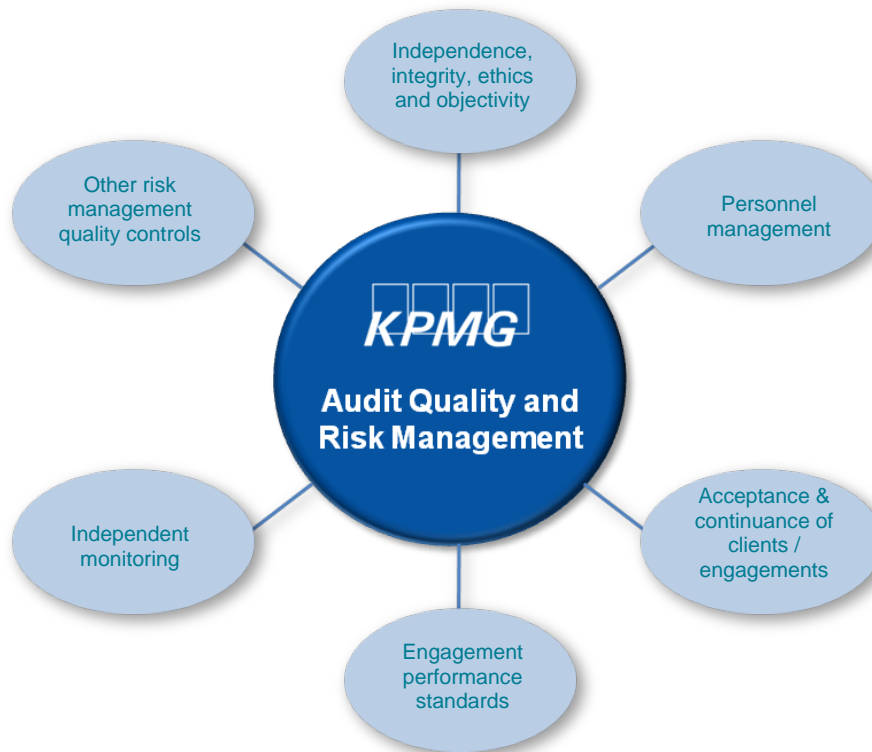 Independence,
integrity, ethics
and objectivity
Other risk
management
quality controls
Personnel
management
KPMG
Audit Quality and
Risk Management
Independent
monitoring
Acceptance &
continuance of
clients /
engagements
Engagement
performance
standards